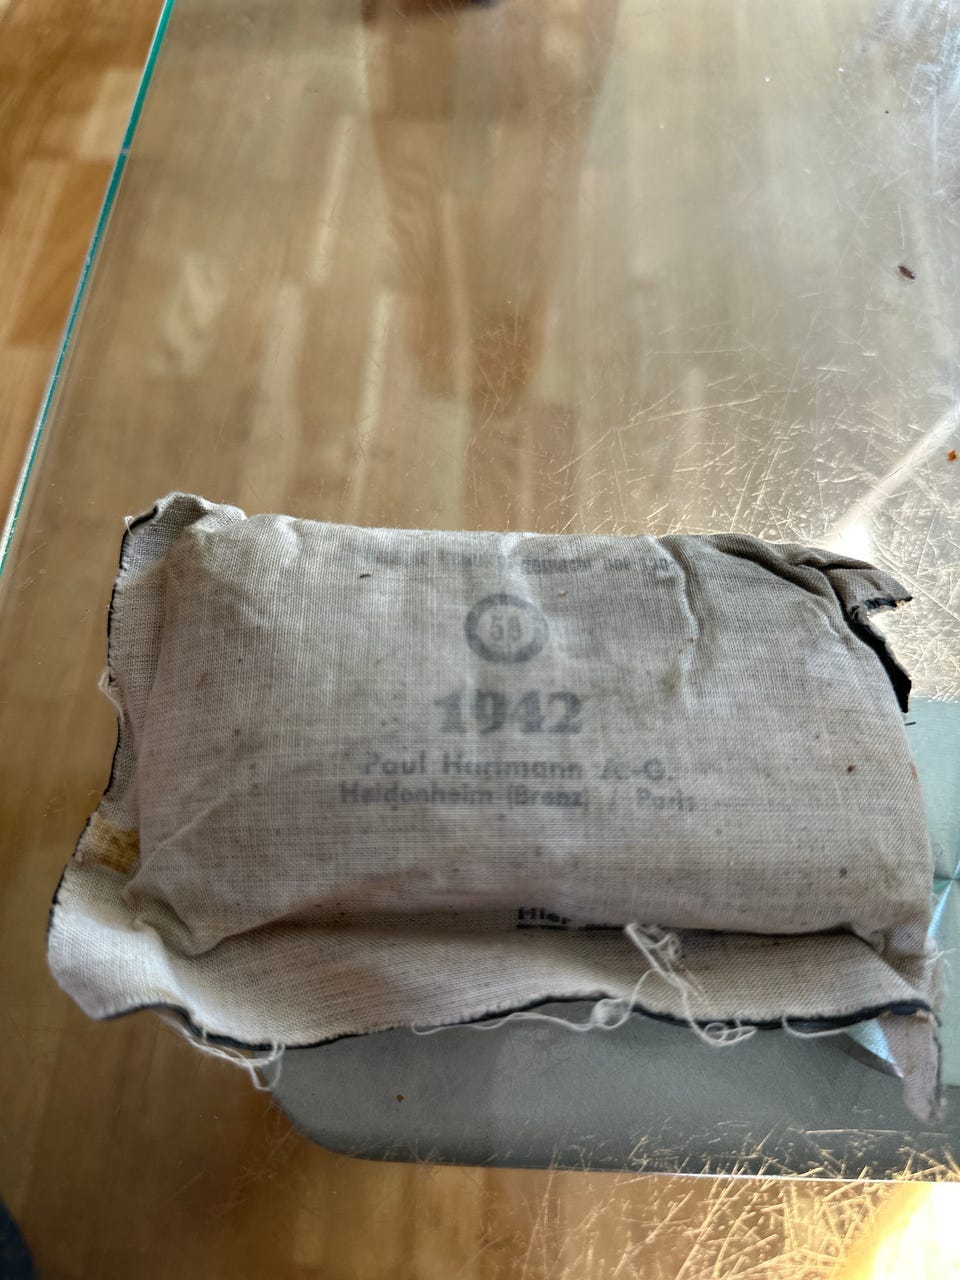 58
1942
Paul Hartmann A.-G.
Heidenheim (Brenz) / Paris
Hier